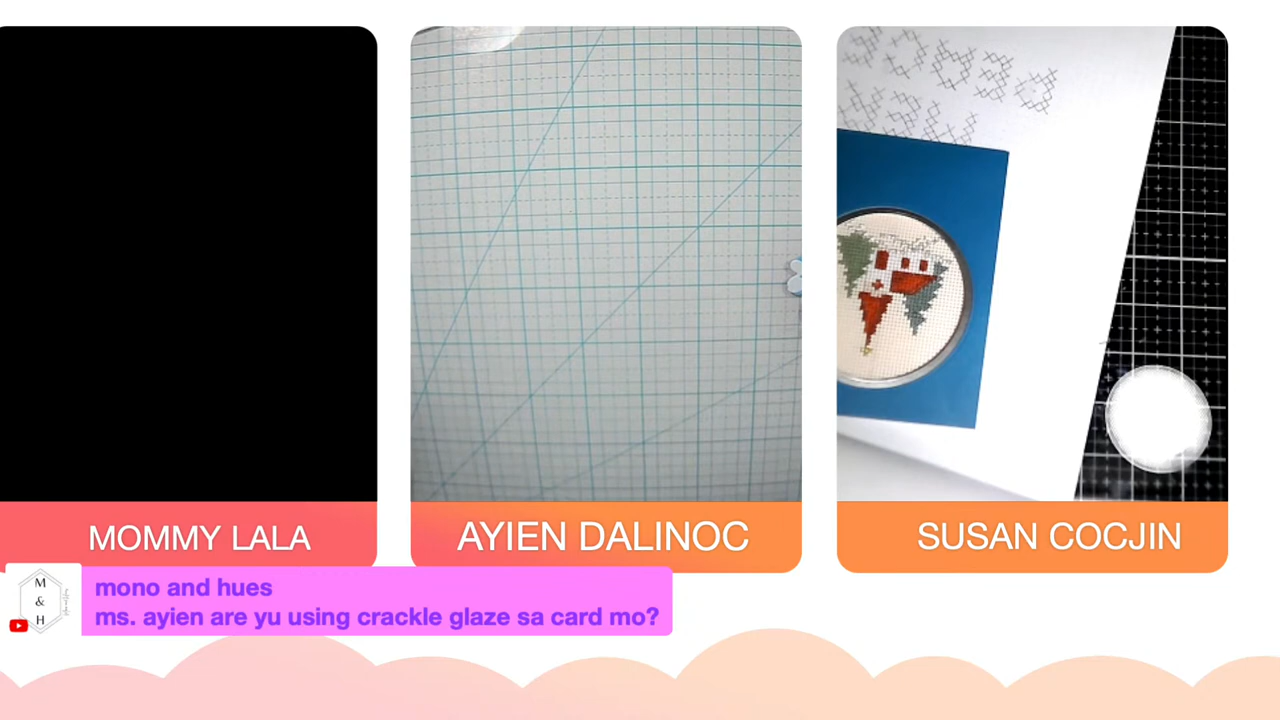 MOMMY LALA
AYIEN DALINOC
SUSAN COCJIN
M
&
H
mono and hues
ms. ayien are yu using crackle glaze sa card mo?